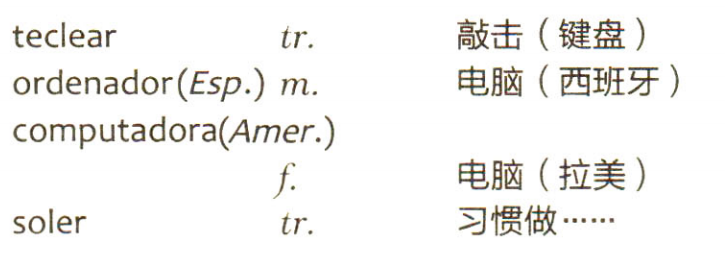 teclear tr. 敲击（键盘）
ordenador(Esp.) m. 电脑（西班牙）
computadora(Amer.)
f. 电脑（拉美）
soler tr. 习惯做……